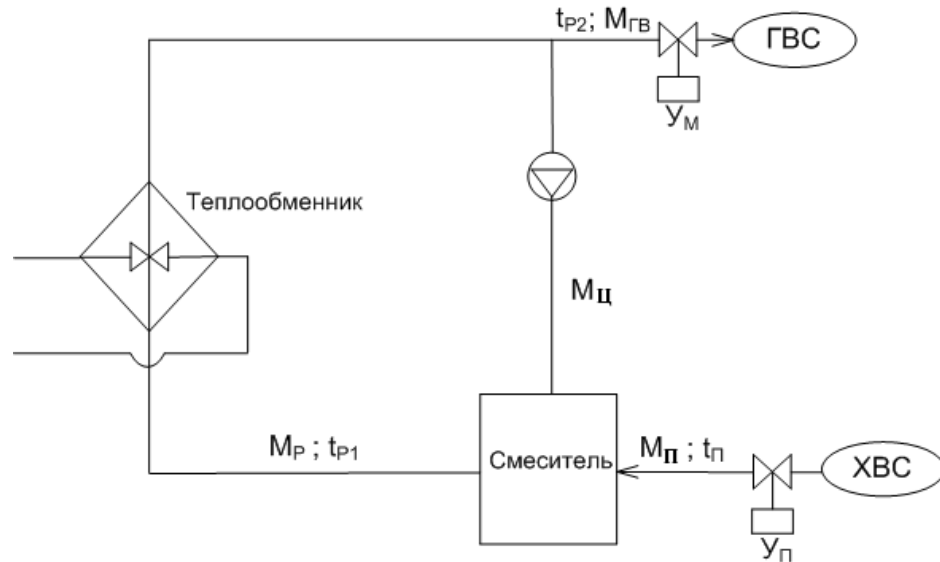 tР2; МГВ
ГВС
УМ
Теплообменник
МЦ
МР ; tР1
Смеситель
МП ; tП
ХВС
УП